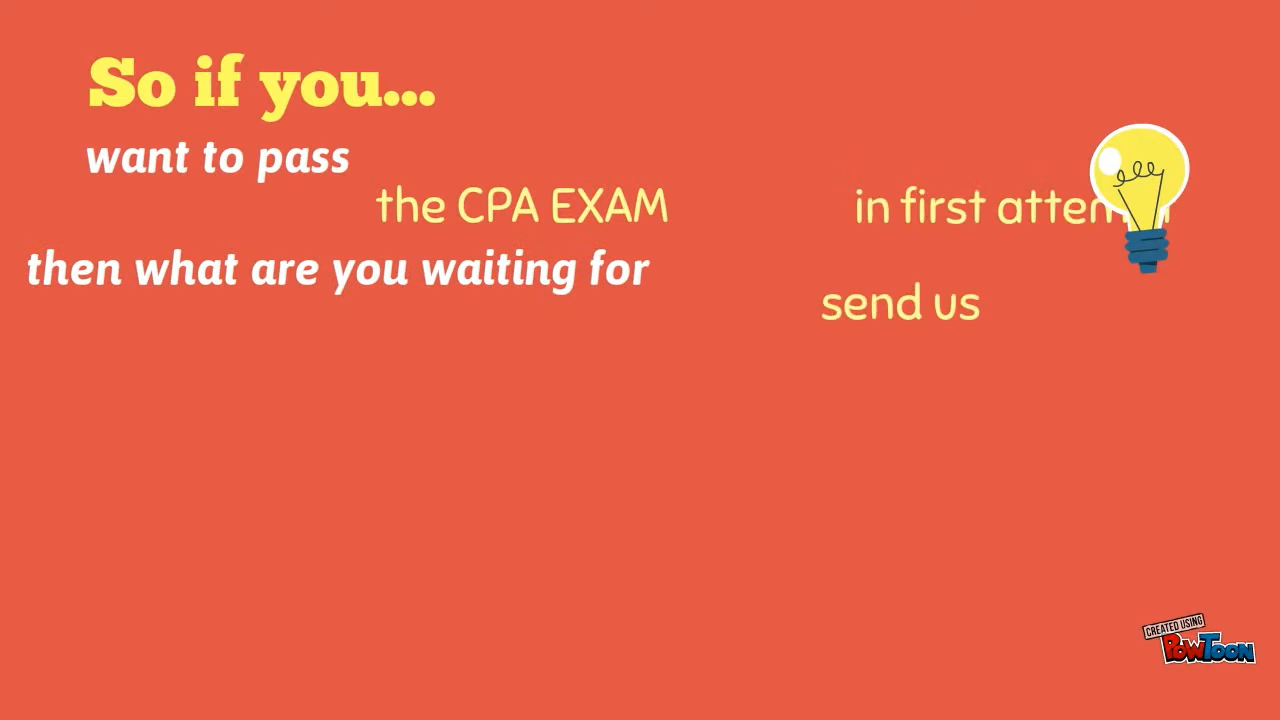 So if you...
want to pass
the CPA EXAM
in first
then what are you waiting for
send us
CREATED USING
POWTOON